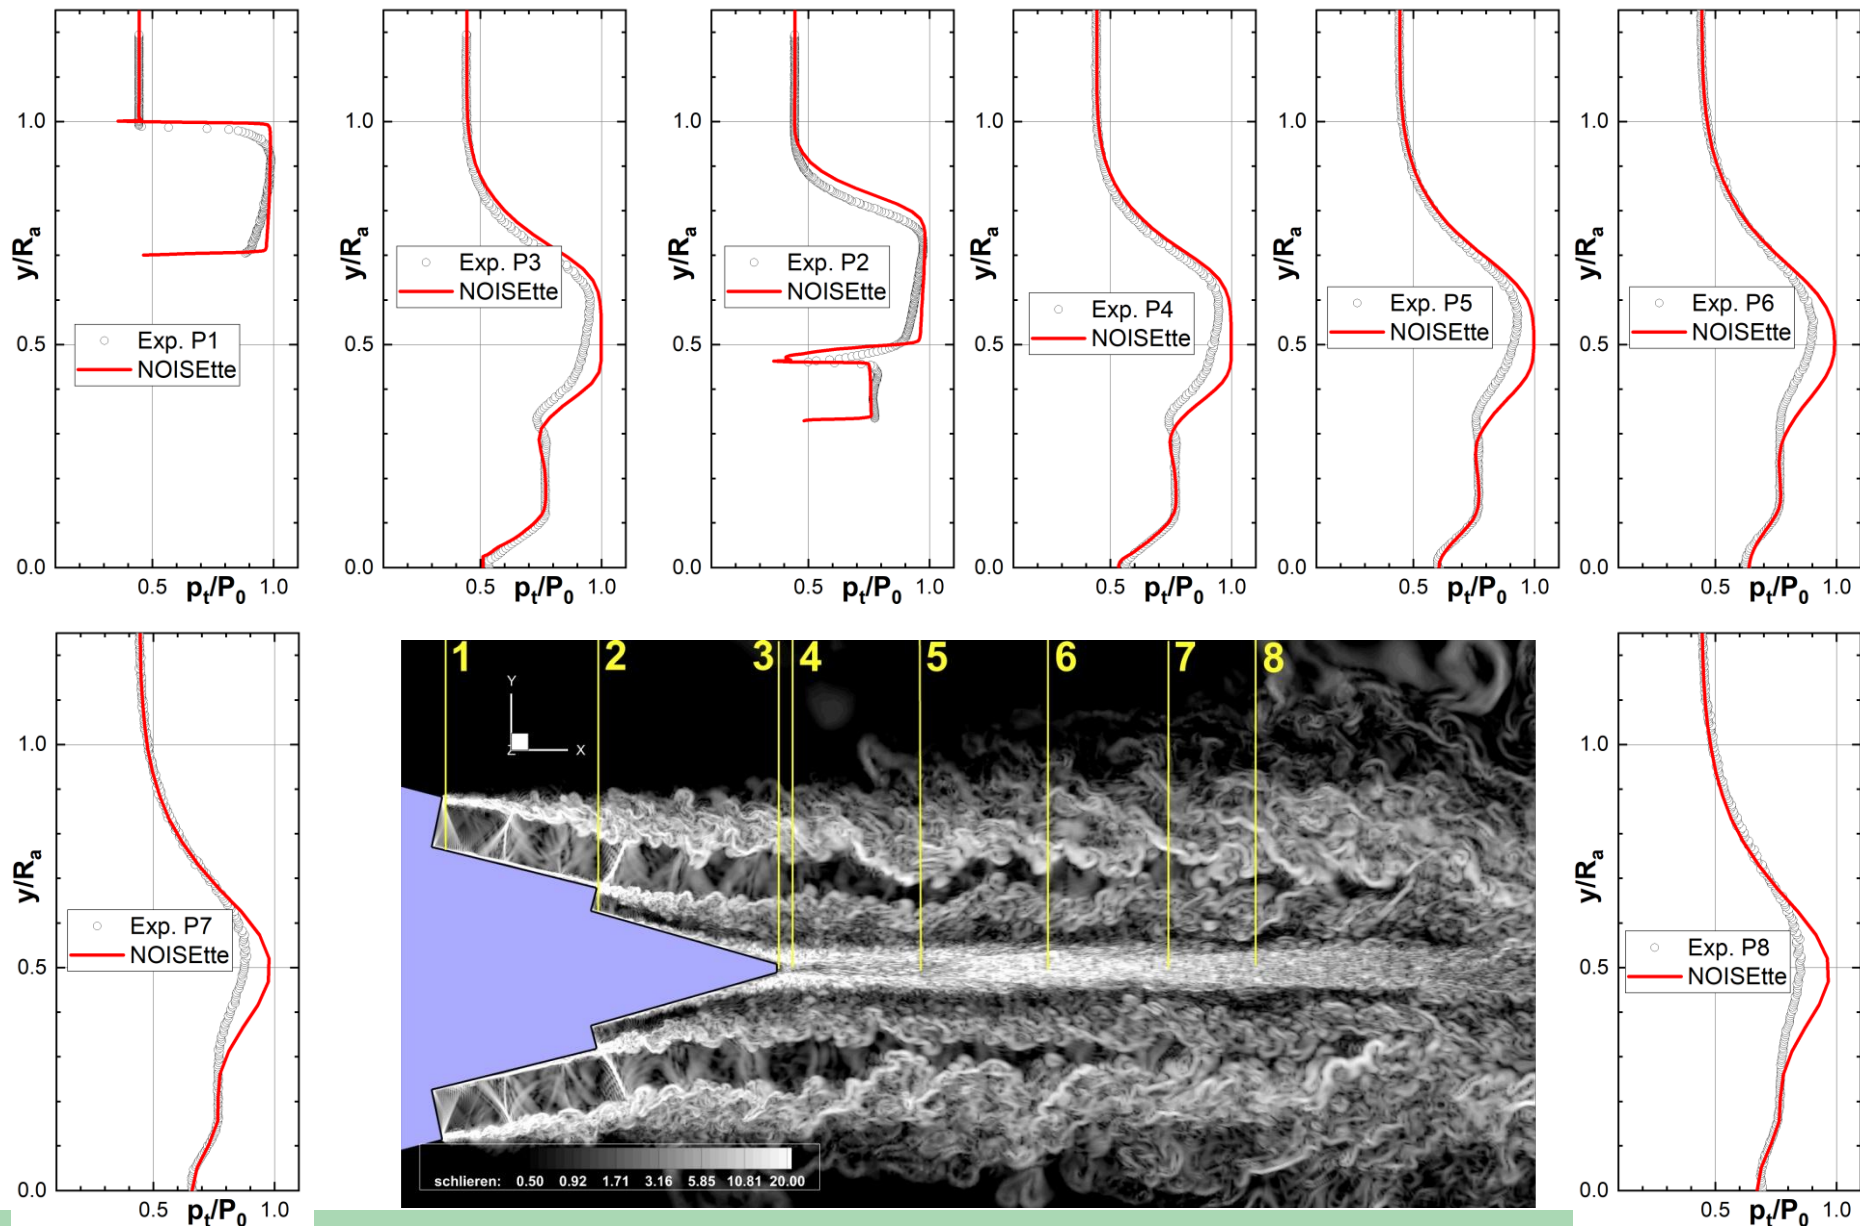 1.0
0.5
0.0
y/Rₐ
Exp. P1
NOISEtte
0.5 pₜ/P₀ 1.0
1.0
0.5
0.0
y/Rₐ
Exp. P3
NOISEtte
0.5 pₜ/P₀ 1.0
1.0
0.5
0.0
y/Rₐ
Exp. P2
NOISEtte
0.5 pₜ/P₀ 1.0
1.0
0.5
0.0
y/Rₐ
Exp. P4
NOISEtte
0.5 pₜ/P₀ 1.0
1.0
0.5
0.0
y/Rₐ
Exp. P5
NOISEtte
0.5 pₜ/P₀ 1.0
1.0
0.5
0.0
y/Rₐ
Exp. P6
NOISEtte
0.5 pₜ/P₀ 1.0
1.0
0.5
0.0
y/Rₐ
Exp. P7
NOISEtte
0.5 pₜ/P₀ 1.0
1 2 3 4 5 6 7 8
Y
Z X
schlieren: 0.50 0.92 1.71 3.16 5.85 10.81 20.00
1.0
0.5
0.0
y/Rₐ
Exp. P8
NOISEtte
0.5 pₜ/P₀ 1.0